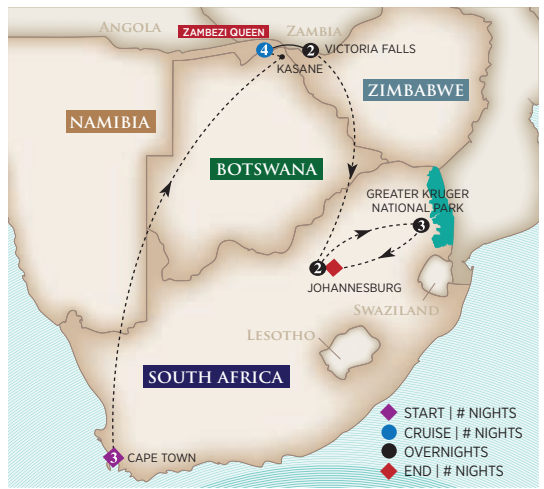 ANGOLA
ZAMBEZI QUEEN
ZAMBIA
4
2
VICTORIA FALLS
KASANE
ZIMBABWE
NAMIBIA
BOTSWANA
GREATER KRUGER
NATIONAL PARK
3
2
JOHANNESBURG
SWAZILAND
LESOTHO
SOUTH AFRICA
START | # NIGHTS
CRUISE | # NIGHTS
OVERNIGHTS
END | # NIGHTS
3
CAPE TOWN